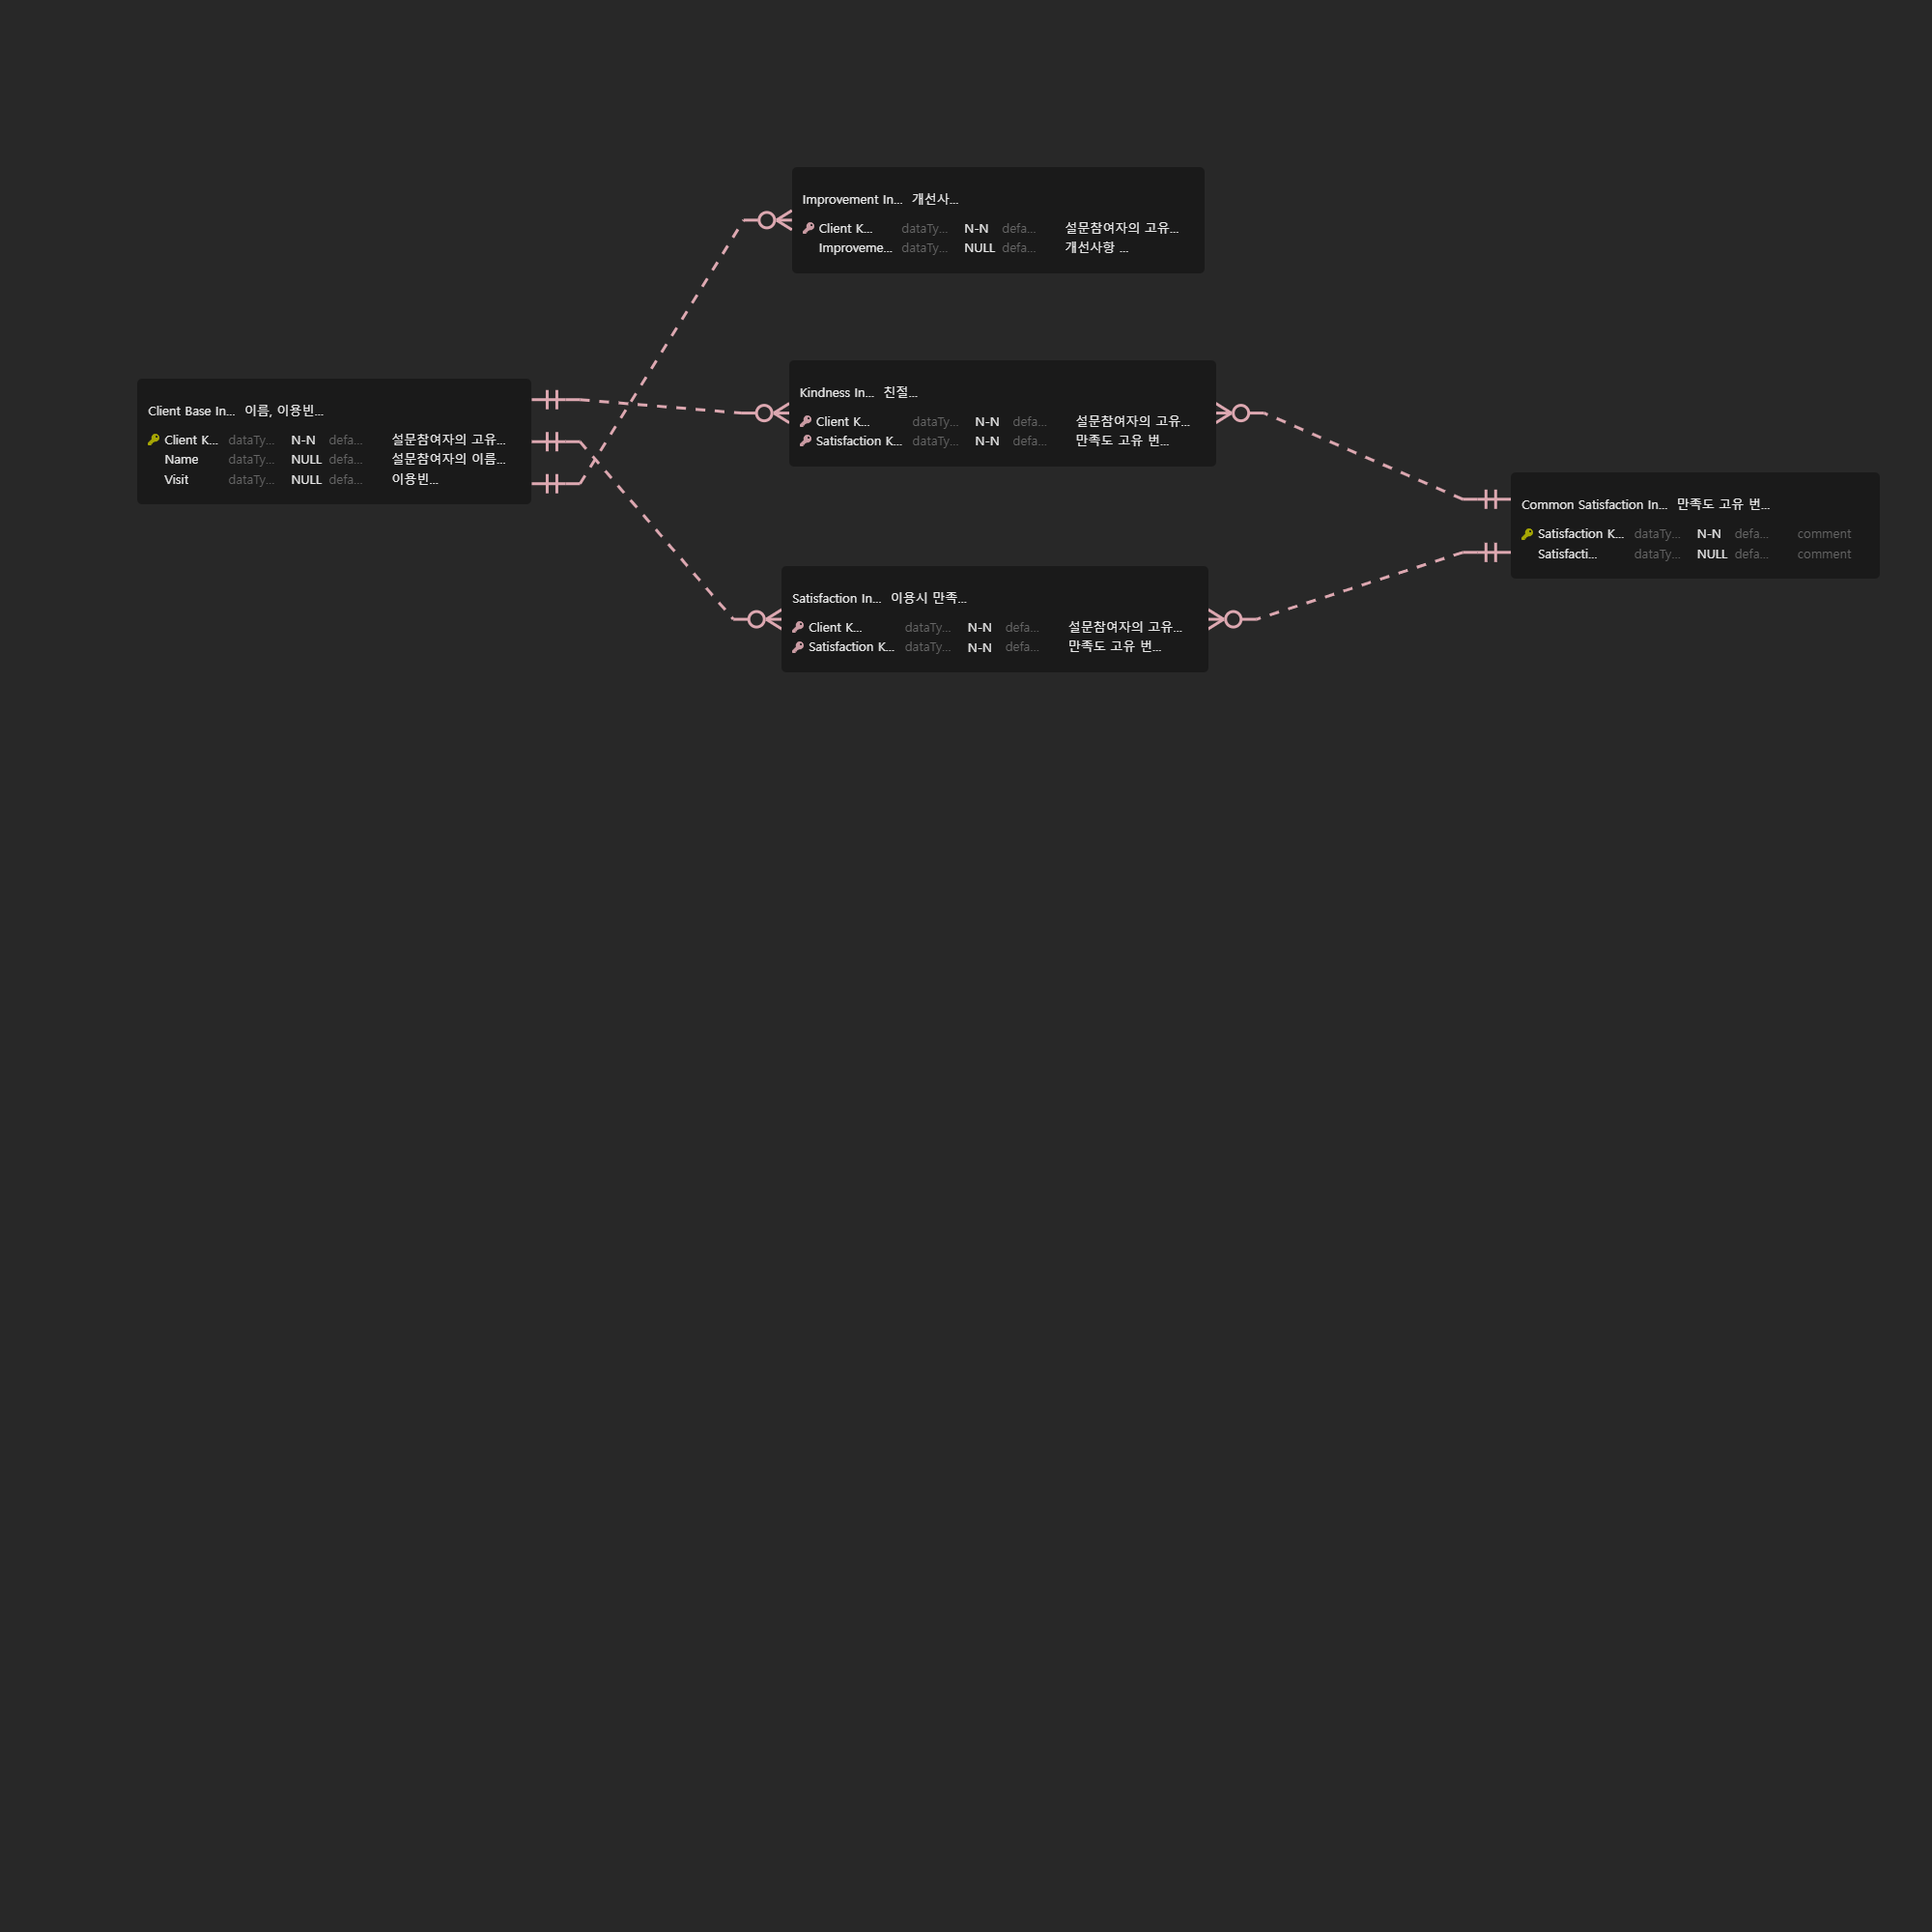 Improvement In... 개선사...
Client K... dataTy... N-N defa... 설문참여자의 고유...
Improveme... dataTy... NULL defa... 개선사항 ...
Client Base In... 이름, 이용빈...
Client K... dataTy... N-N defa... 설문참여자의 고유...
Name dataTy... NULL defa... 설문참여자의 이름...
Visit dataTy... NULL defa... 이용빈...
Kindness In... 친절...
Client K... dataTy... N-N defa... 설문참여자의 고유...
Satisfaction K... dataTy... N-N defa... 만족도 고유 번...
Common Satisfaction In... 만족도 고유 번...
Satisfaction K... dataTy... N-N defa... comment
Satisfacti... dataTy... NULL defa... comment
Satisfaction In... 이용시 만족...
Client K... dataTy... N-N defa... 설문참여자의 고유...
Satisfaction K... dataTy... N-N defa... 만족도 고유 번...